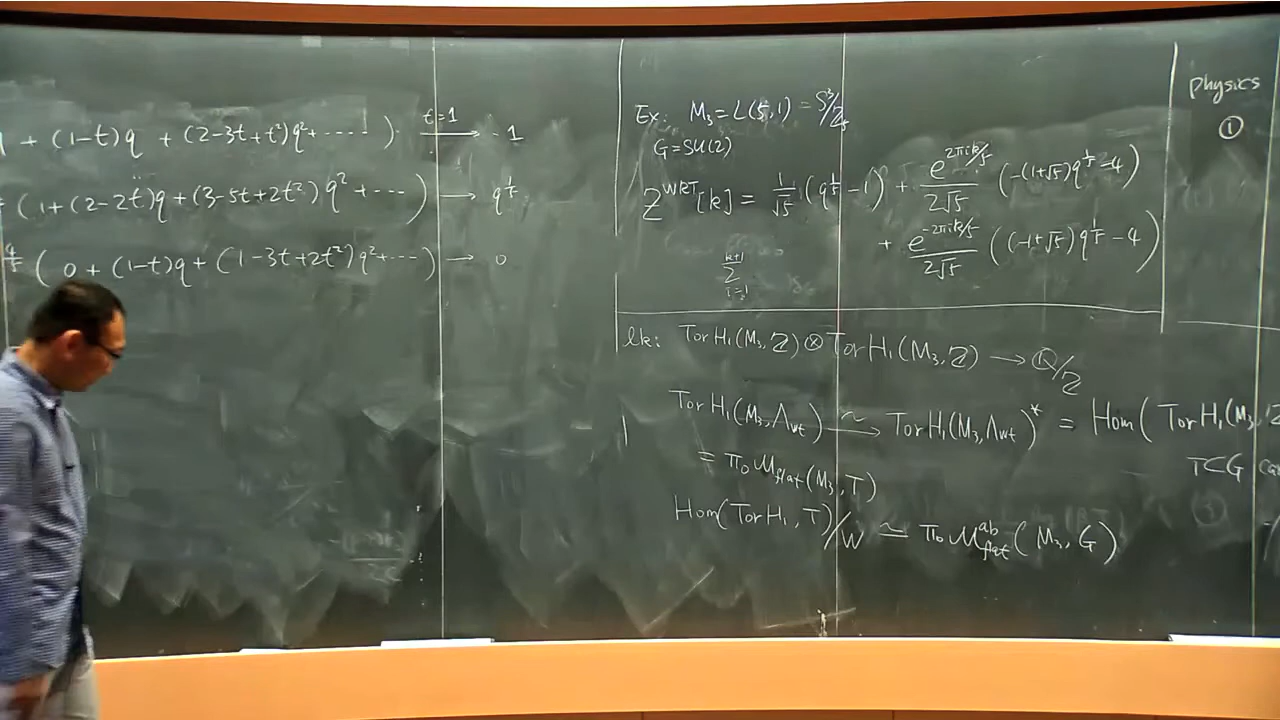 + (1-t)q + (2-3t+t²)q²+ ····· ) —t=1→ -1
(1+(2-2t)q+(3-5t+2t²)q²+···) → q^{1/5}
( 0 + (1-t)q + (1-3t+2t²)q²+···) → 0
Ex: M₃ = L(5,1) = S³/Z₅
G=SU(2)
Z^{WRT}[k] = 1/√5 (q^{1/5} - 1) + e^{2πik/5}/2√5 (-(1+√5)q^{1/5} - 4)
+ e^{-2πik/5}/2√5 ((-1+√5)q^{1/5} - 4)
lk: Tor H₁(M₃,Z) ⊗ Tor H₁(M₃,Z) → Q/Z
Tor H₁(M₃,Λwt) ~→ Tor H₁(M₃,Λwt)* = Hom( Tor H₁(M₃,
= π₀ M_flat(M₃,T)
T⊂G
Hom(Tor H₁, T)/W ≃ π₀ M^{ab}_{flat}(M₃, G)
physics
①